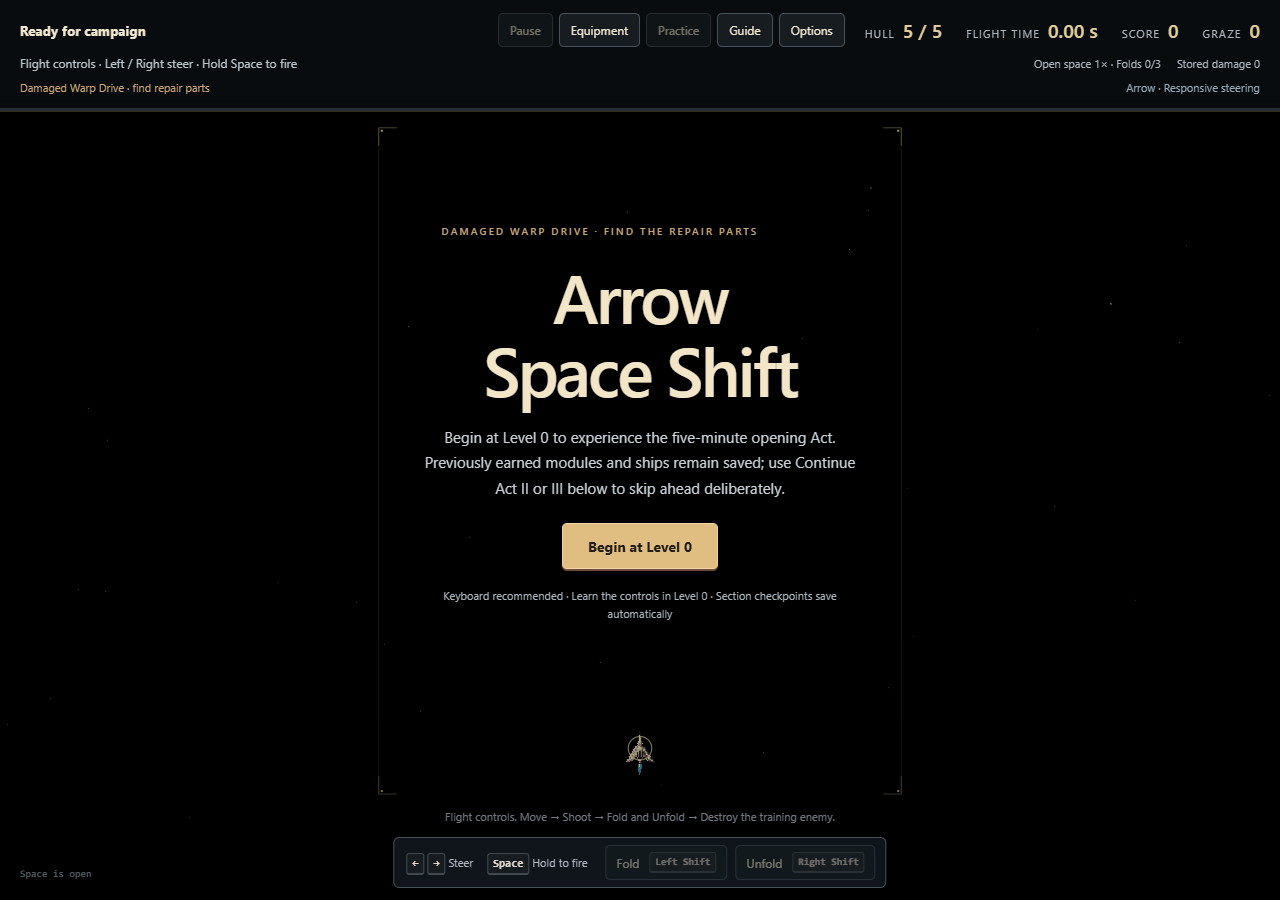 Ready for campaign
Pause Equipment Practice Guide Options HULL 5 / 5 FLIGHT TIME 0.00 s SCORE 0 GRAZE 0
Flight controls · Left / Right steer · Hold Space to fire
Open space 1× · Folds 0/3 Stored damage 0
Damaged Warp Drive · find repair parts
Arrow · Responsive steering
DAMAGED WARP DRIVE · FIND THE REPAIR PARTS
Arrow
Space Shift
Begin at Level 0 to experience the five-minute opening Act.
Previously earned modules and ships remain saved; use Continue
Act II or III below to skip ahead deliberately.
Begin at Level 0
Keyboard recommended · Learn the controls in Level 0 · Section checkpoints save
automatically
Flight controls. Move → Shoot → Fold and Unfold → Destroy the training enemy.
← → Steer Space Hold to fire Fold Left Shift Unfold Right Shift
Space is open